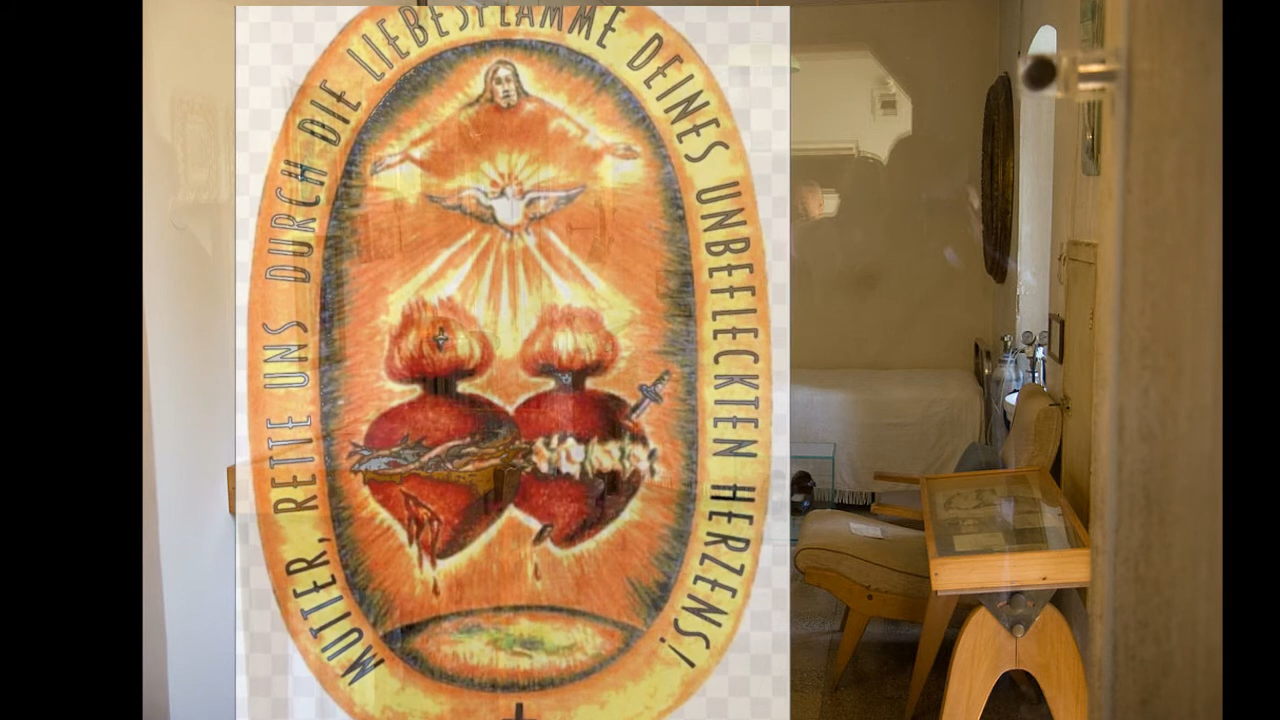 MUTTER, RETTE UNS DURCH DIE LIEBESFLAMME DEINES UNBEFLECKTEN HERZENS!